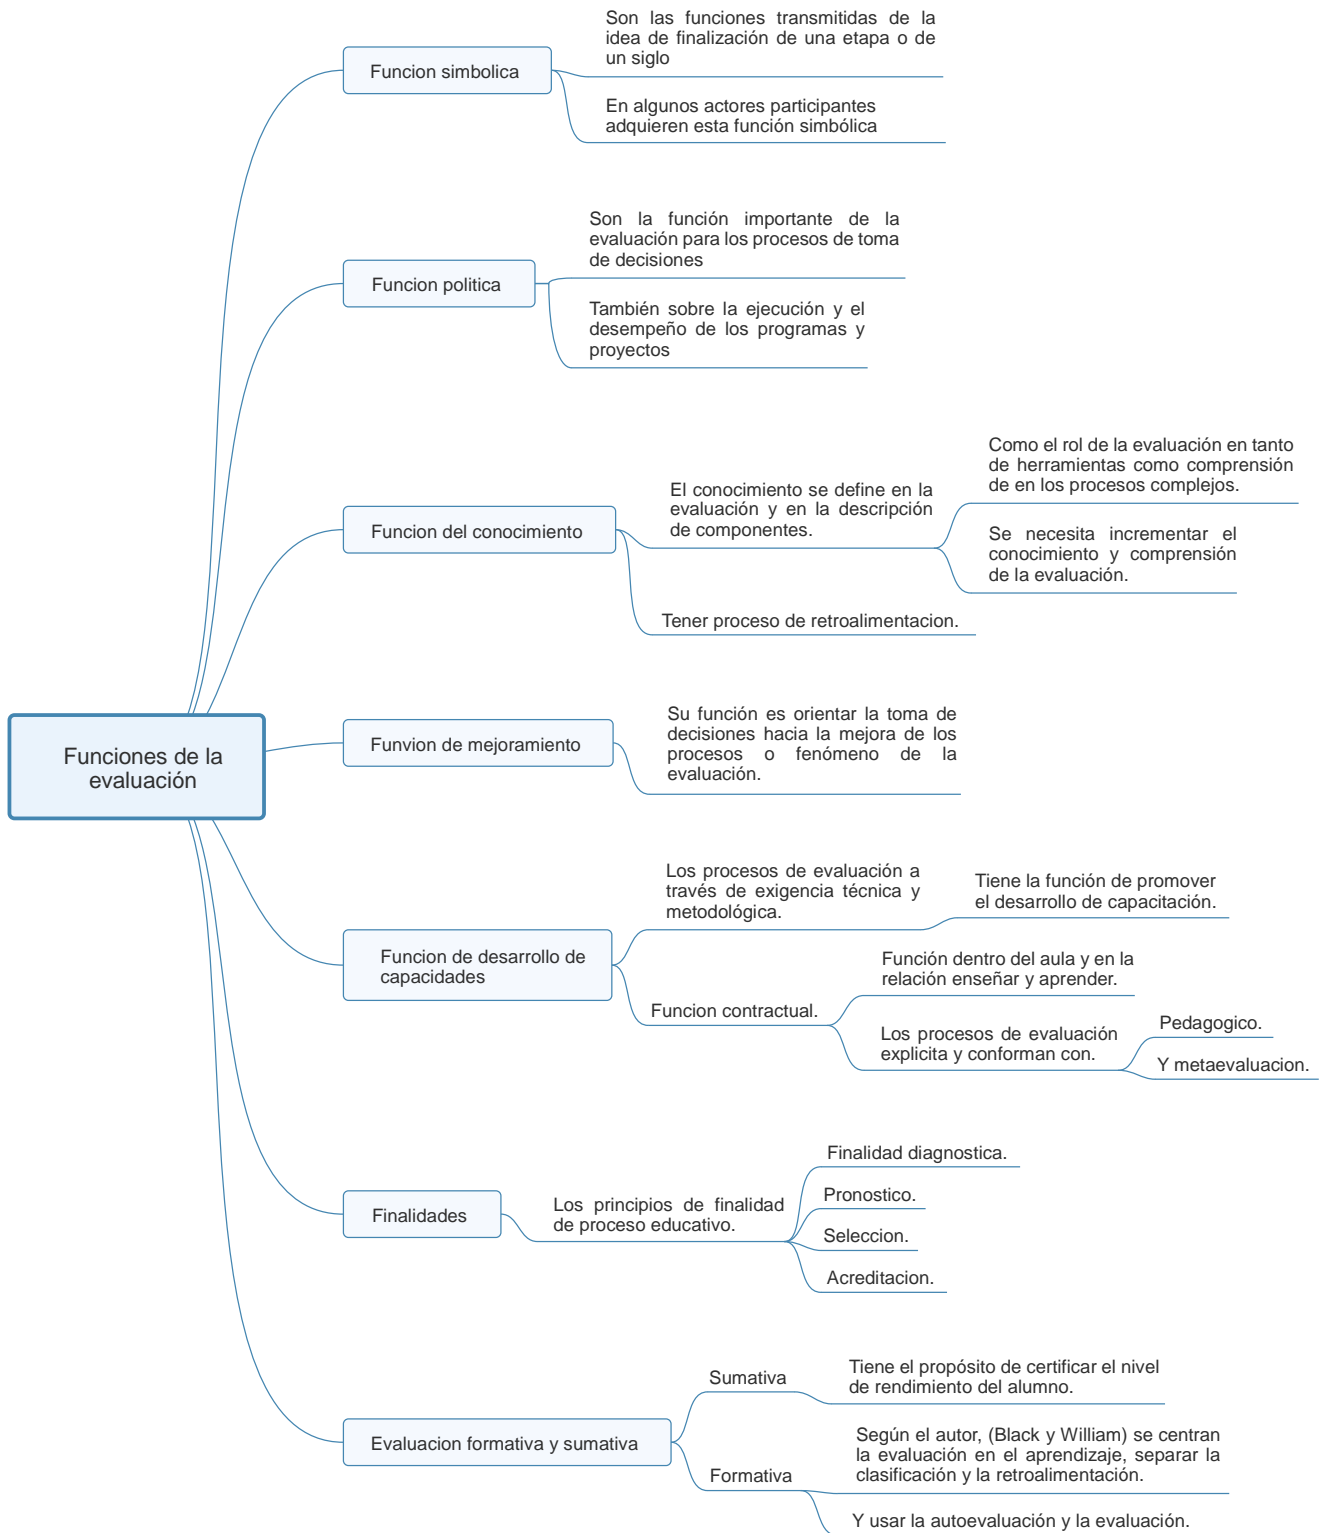 Funciones de la
evaluación
Funcion simbolica
Son las funciones transmitidas de la
idea de finalización de una etapa o de
un siglo
En algunos actores participantes
adquieren esta función simbólica
Funcion politica
Son la función importante de la
evaluación para los procesos de toma
de decisiones
También sobre la ejecución y el
desempeño de los programas y
proyectos
Funcion del conocimiento
El conocimiento se define en la
evaluación y en la descripción
de componentes.
Como el rol de la evaluación en tanto
de herramientas como comprensión
de en los procesos complejos.
Se necesita incrementar el
conocimiento y comprensión
de la evaluación.
Tener proceso de retroalimentacion.
Funvion de mejoramiento
Su función es orientar la toma de
decisiones hacia la mejora de los
procesos o fenómeno de la
evaluación.
Funcion de desarrollo de
capacidades
Los procesos de evaluación a
través de exigencia técnica y
metodológica.
Tiene la función de promover
el desarrollo de capacitación.
Funcion contractual.
Función dentro del aula y en la
relación enseñar y aprender.
Los procesos de evaluación
explicita y conforman con.
Pedagogico.
Y metaevaluacion.
Finalidades
Los principios de finalidad
de proceso educativo.
Finalidad diagnostica.
Pronostico.
Seleccion.
Acreditacion.
Evaluacion formativa y sumativa
Sumativa
Tiene el propósito de certificar el nivel
de rendimiento del alumno.
Formativa
Según el autor, (Black y William) se centran
la evaluación en el aprendizaje, separar la
clasificación y la retroalimentación.
Y usar la autoevaluación y la evaluación.